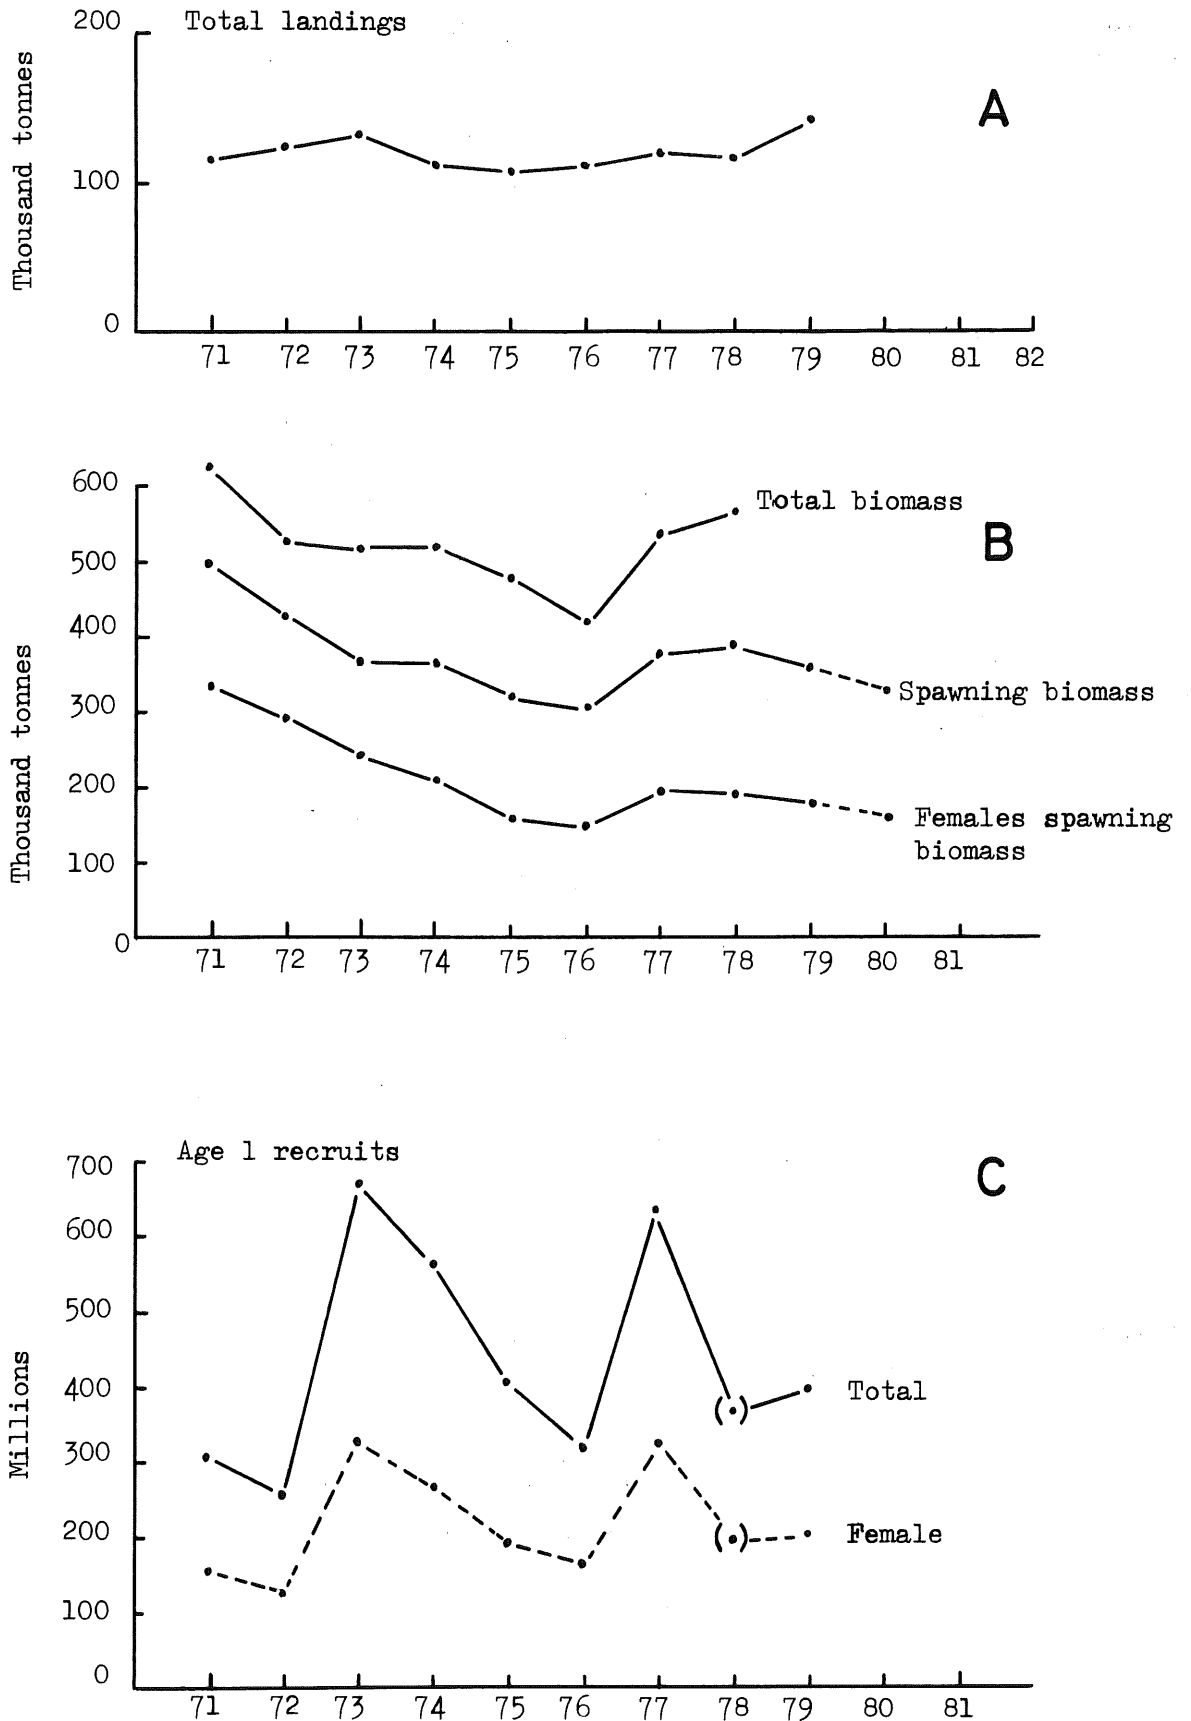 Total landings
A
Thousand tonnes
200
100
0
71 72 73 74 75 76 77 78 79 80 81 82
B
Thousand tonnes
600
500
400
300
200
100
0
Total biomass
Spawning biomass
Females spawning
biomass
71 72 73 74 75 76 77 78 79 80 81
Age 1 recruits
C
Millions
700
600
500
400
300
200
100
0
( )
Total
( )
Female
71 72 73 74 75 76 77 78 79 80 81